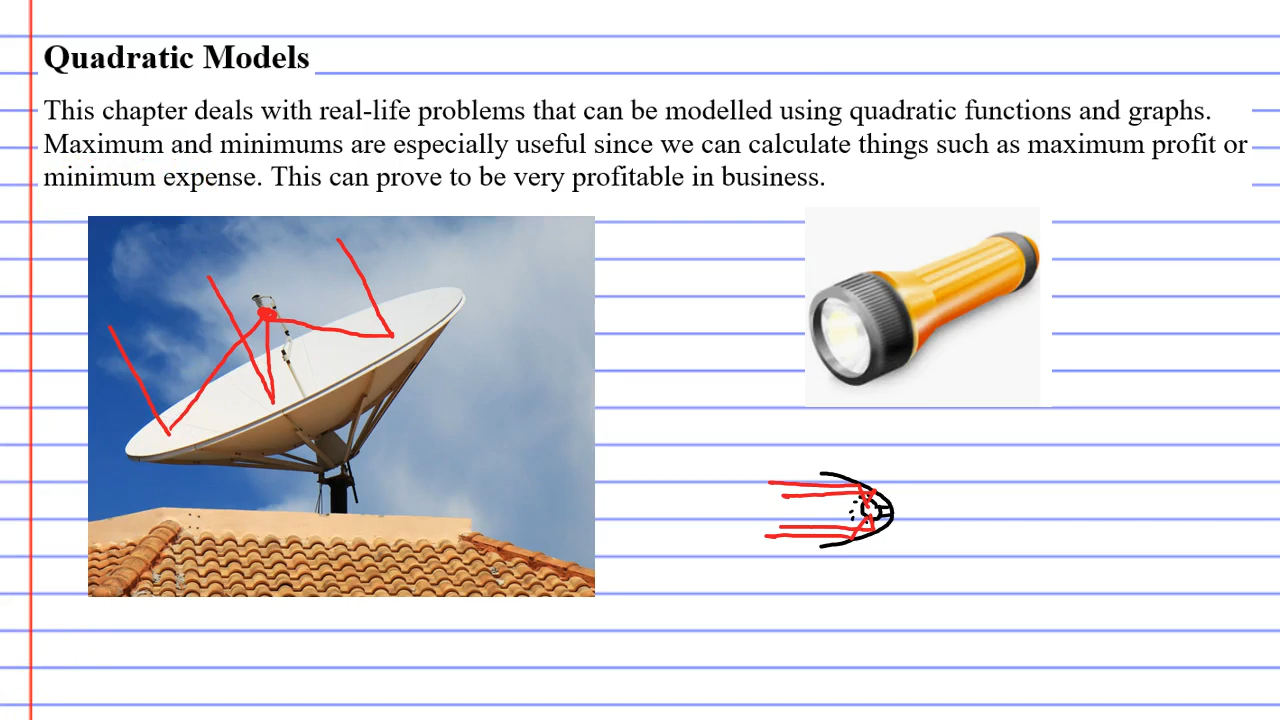 Quadratic Models
This chapter deals with real-life problems that can be modelled using quadratic functions and graphs.
Maximum and minimums are especially useful since we can calculate things such as maximum profit or
minimum expense. This can prove to be very profitable in business.